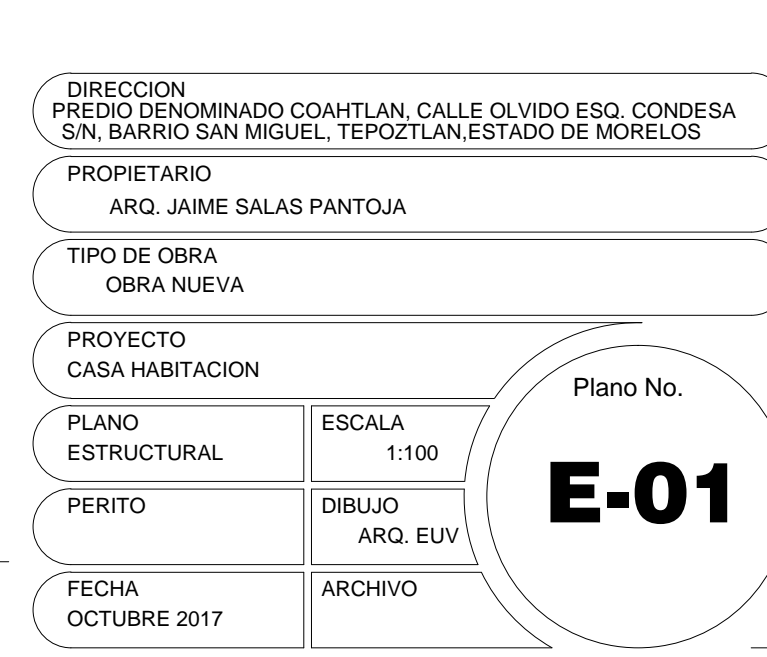 DIRECCION
PREDIO DENOMINADO COAHTLAN, CALLE OLVIDO ESQ. CONDESA
S/N, BARRIO SAN MIGUEL, TEPOZTLAN,ESTADO DE MORELOS
PROPIETARIO
ARQ. JAIME SALAS PANTOJA
TIPO DE OBRA
OBRA NUEVA
PROYECTO
CASA HABITACION
PLANO
ESTRUCTURAL
ESCALA
1:100
PERITO
DIBUJO
ARQ. EUV
FECHA
OCTUBRE 2017
ARCHIVO
Plano No.
E-01